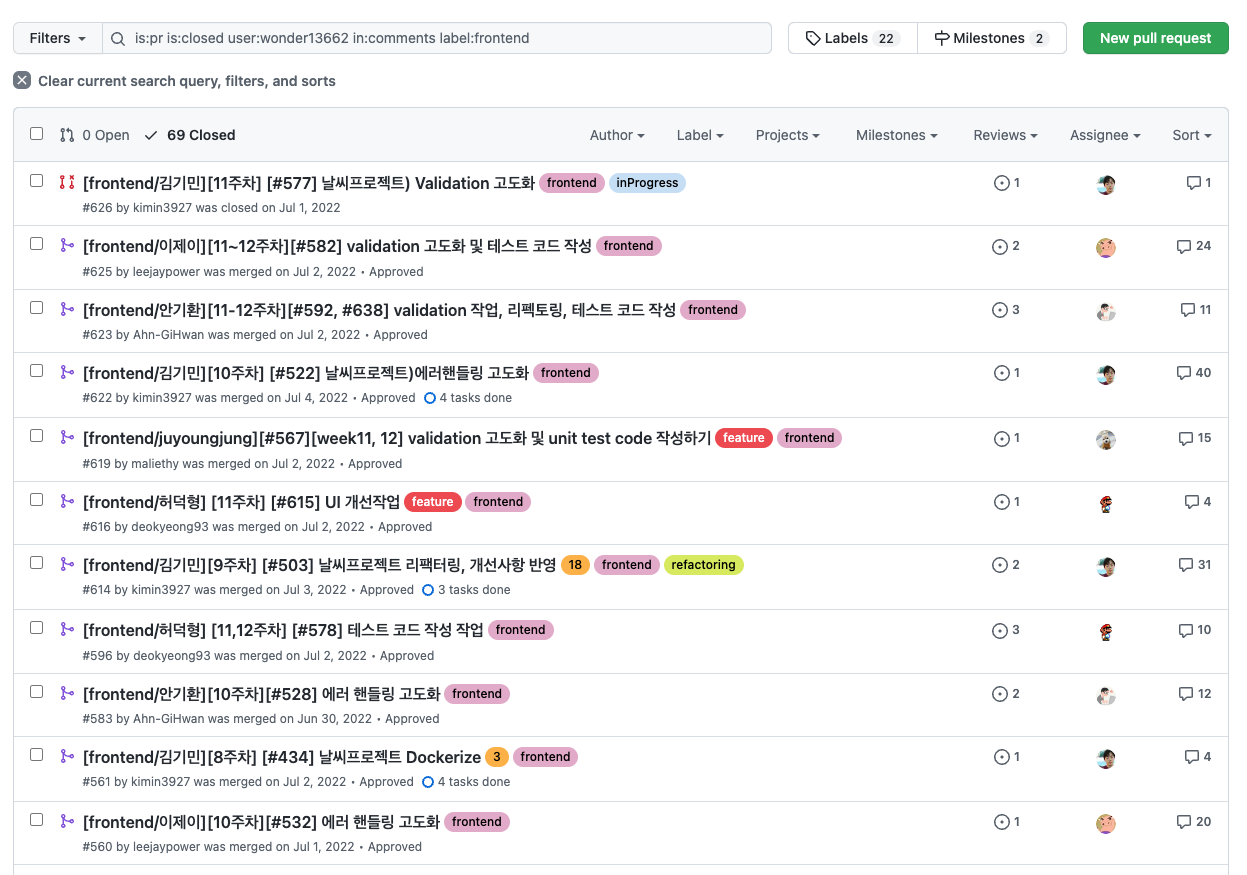 Filters is:pr is:closed user:wonder13662 in:comments label:frontend Labels 22 Milestones 2 New pull request
Clear current search query, filters, and sorts
0 Open 69 Closed Author Label Projects Milestones Reviews Assignee Sort
[frontend/김기민][11주차] [#577] 날씨프로젝트) Validation 고도화 frontend inProgress 1 1
#626 by kimin3927 was closed on Jul 1, 2022
[frontend/이제이][11~12주차][#582] validation 고도화 및 테스트 코드 작성 frontend 2 24
#625 by leejaypower was merged on Jul 2, 2022 • Approved
[frontend/안기환][11-12주차][#592, #638] validation 작업, 리펙토링, 테스트 코드 작성 frontend 3 11
#623 by Ahn-GiHwan was merged on Jul 2, 2022 • Approved
[frontend/김기민][10주차] [#522] 날씨프로젝트)에러핸들링 고도화 frontend 1 40
#622 by kimin3927 was merged on Jul 4, 2022 • Approved 4 tasks done
[frontend/juyoungjung][#567][week11, 12] validation 고도화 및 unit test code 작성하기 feature frontend 1 15
#619 by maliethy was merged on Jul 2, 2022 • Approved
[frontend/허덕형] [11주차] [#615] UI 개선작업 feature frontend 1 4
#616 by deokyeong93 was merged on Jul 2, 2022 • Approved
[frontend/김기민][9주차] [#503] 날씨프로젝트 리팩터링, 개선사항 반영 18 frontend refactoring 2 31
#614 by kimin3927 was merged on Jul 3, 2022 • Approved 3 tasks done
[frontend/허덕형] [11,12주차] [#578] 테스트 코드 작성 작업 frontend 3 10
#596 by deokyeong93 was merged on Jul 2, 2022 • Approved
[frontend/안기환][10주차][#528] 에러 핸들링 고도화 frontend 2 12
#583 by Ahn-GiHwan was merged on Jun 30, 2022 • Approved
[frontend/김기민][8주차] [#434] 날씨프로젝트 Dockerize 3 frontend 1 4
#561 by kimin3927 was merged on Jul 2, 2022 • Approved 4 tasks done
[frontend/이제이][10주차][#532] 에러 핸들링 고도화 frontend 1 20
#560 by leejaypower was merged on Jul 1, 2022 • Approved